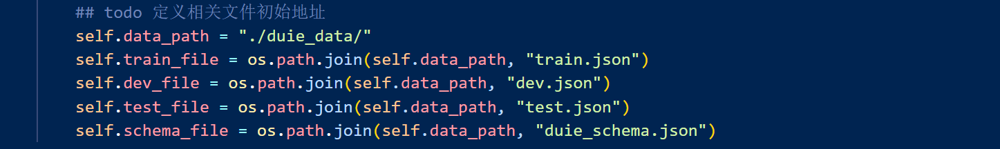 ## todo 定义相关文件初始地址
self.data_path = "./duie_data/"
self.train_file = os.path.join(self.data_path, "train.json")
self.dev_file = os.path.join(self.data_path, "dev.json")
self.test_file = os.path.join(self.data_path, "test.json")
self.schema_file = os.path.join(self.data_path, "duie_schema.json")